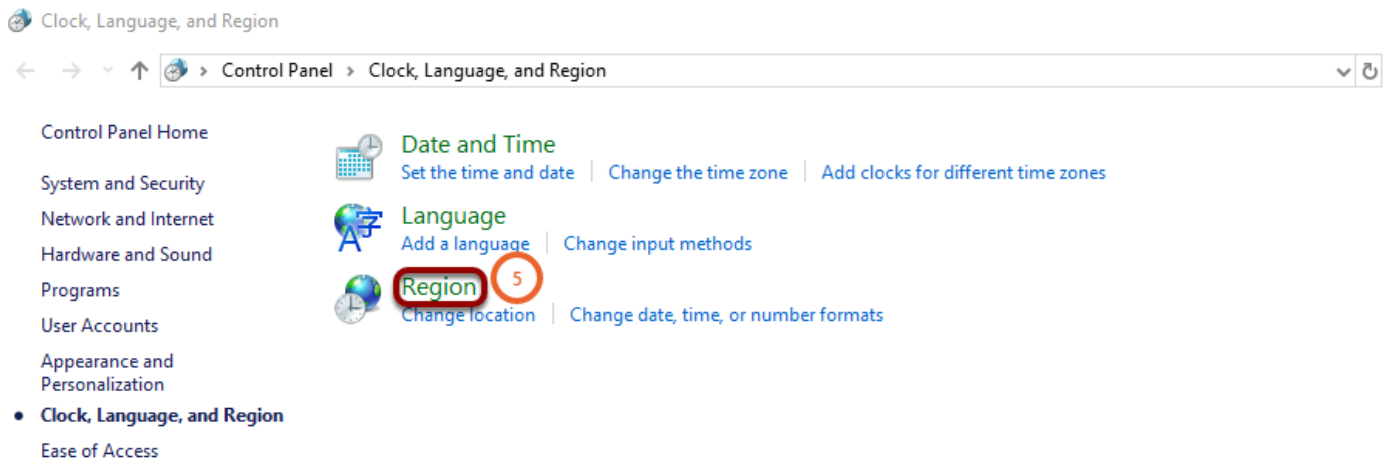 Clock, Language, and Region
Control Panel > Clock, Language, and Region
Control Panel Home
System and Security
Network and Internet
Hardware and Sound
Programs
User Accounts
Appearance and
Personalization
Clock, Language, and Region
Ease of Access
Date and Time
Set the time and date | Change the time zone | Add clocks for different time zones
字
A
Language
Add a language | Change input methods
Region 5
Change location | Change date, time, or number formats